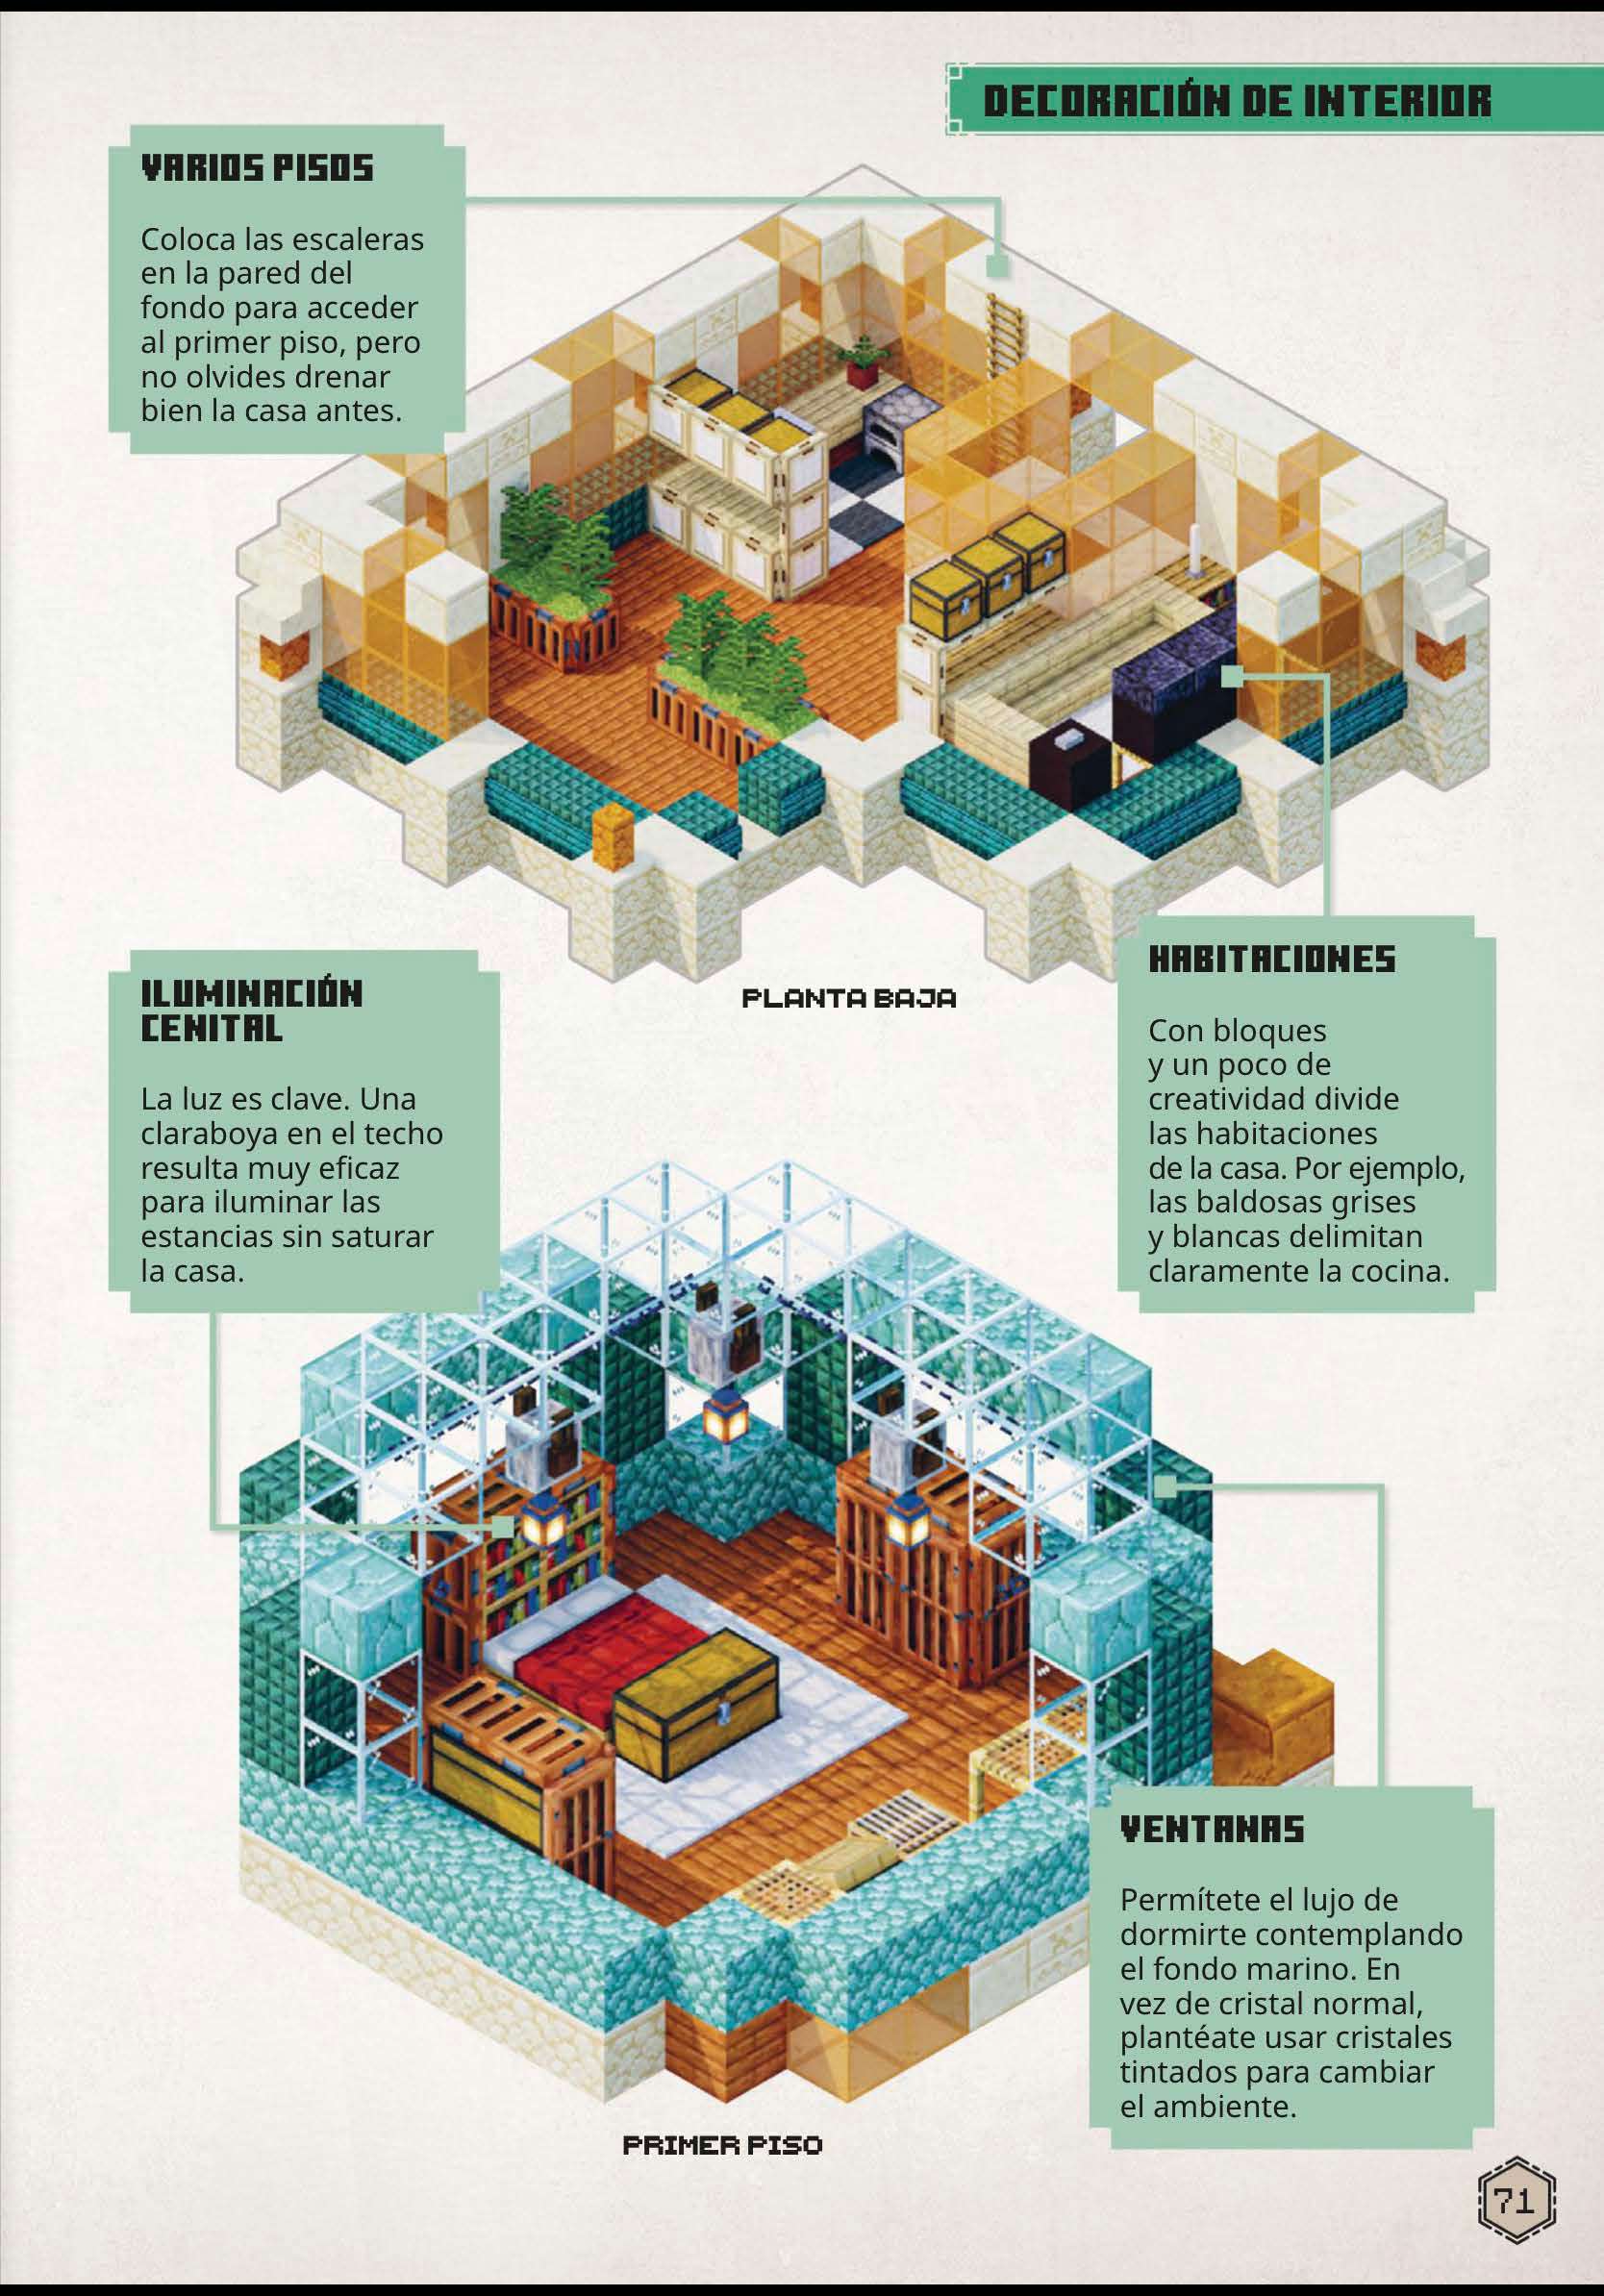 DECORACIÓN DE INTERIOR
VARIOS PISOS
Coloca las escaleras
en la pared del
fondo para acceder
al primer piso, pero
no olvides drenar
bien la casa antes.
PLANTA BAJA
HABITACIONES
Con bloques
y un poco de
creatividad divide
las habitaciones
de la casa. Por ejemplo,
las baldosas grises
y blancas delimitan
claramente la cocina.
ILUMINACIÓN
CENITAL
La luz es clave. Una
claraboya en el techo
resulta muy eficaz
para iluminar las
estancias sin saturar
la casa.
VENTANAS
Permítete el lujo de
dormirte contemplando
el fondo marino. En
vez de cristal normal,
plantéate usar cristales
tintados para cambiar
el ambiente.
PRIMER PISO
71